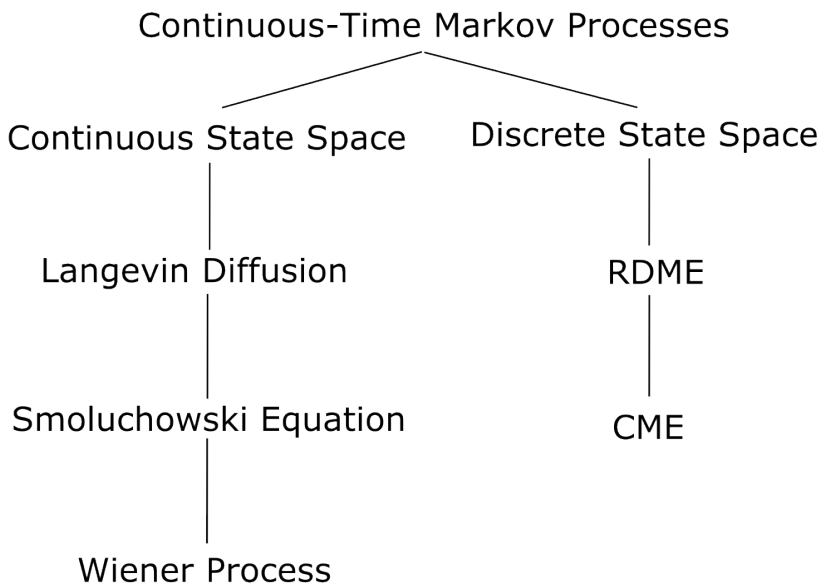 Continuous-Time Markov Processes
Continuous State Space
Discrete State Space
Langevin Diffusion
RDME
Smoluchowski Equation
CME
Wiener Process